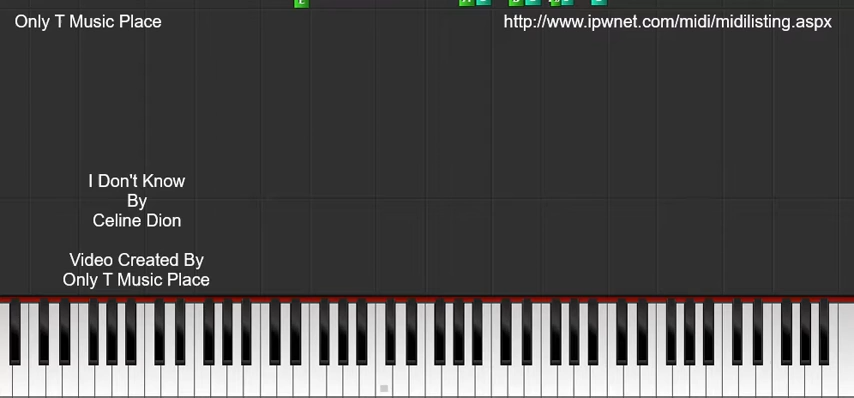 Only T Music Place
http://www.ipwnet.com/midi/midilisting.aspx
I Don't Know
By
Celine Dion
Video Created By
Only T Music Place